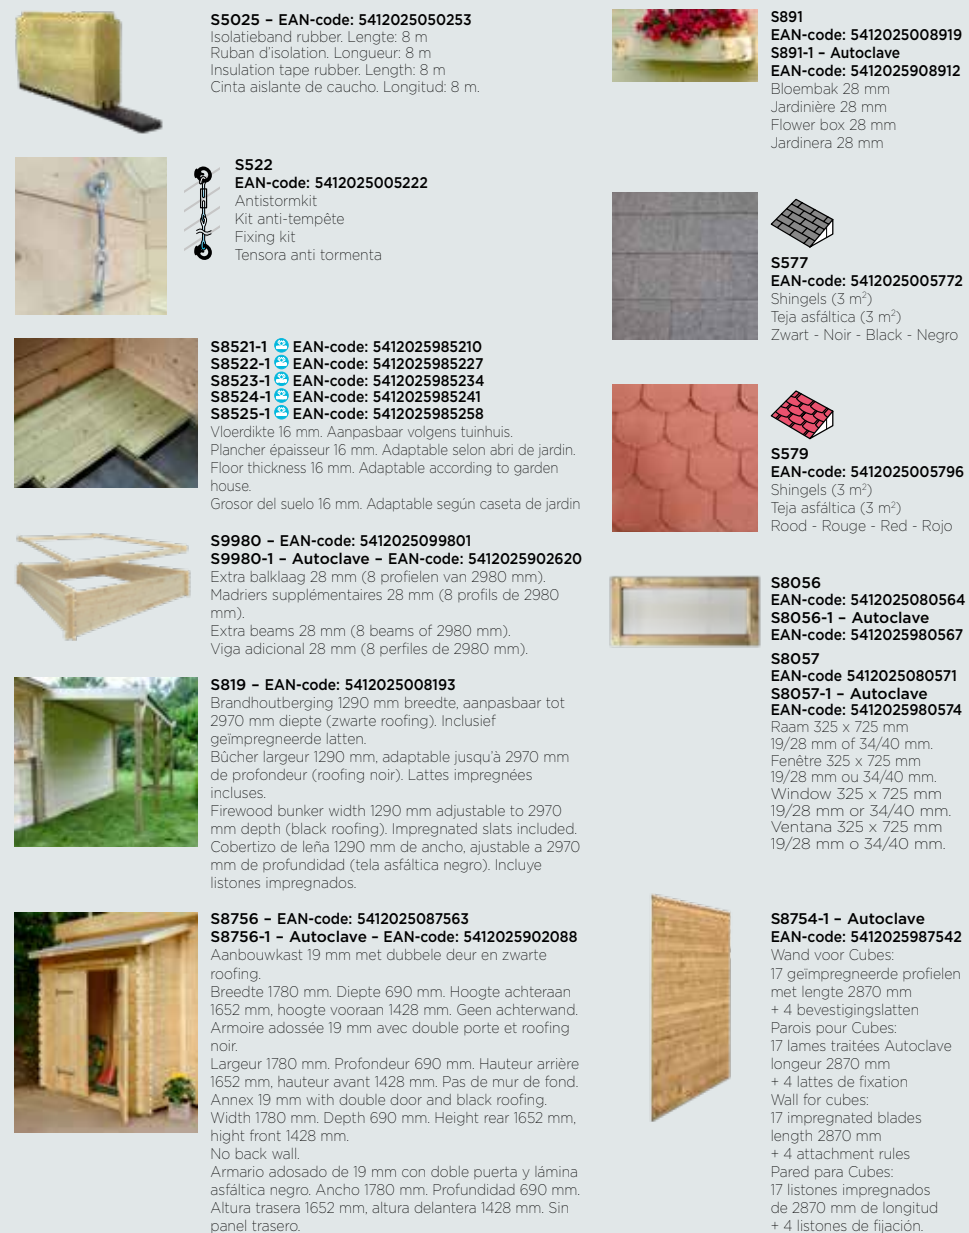 S5025 – EAN-code: 5412025050253
Isolatieband rubber. Lengte: 8 m
Ruban d'isolation. Longueur: 8 m
Insulation tape rubber. Length: 8 m
Cinta aislante de caucho. Longitud: 8 m.
S522
EAN-code: 5412025005222
Antistormkit
Kit anti-tempête
Fixing kit
Tensora anti tormenta
S8521-1 EAN-code: 5412025985210
S8522-1 EAN-code: 5412025985227
S8523-1 EAN-code: 5412025985234
S8524-1 EAN-code: 5412025985241
S8525-1 EAN-code: 5412025985258
Vloerdikte 16 mm. Aanpasbaar volgens tuinhuis.
Plancher épaisseur 16 mm. Adaptable selon abri de jardin.
Floor thickness 16 mm. Adaptable according to garden
house.
Grosor del suelo 16 mm. Adaptable según caseta de jardin
S9980 – EAN-code: 5412025099801
S9980-1 – Autoclave – EAN-code: 5412025902620
Extra balklaag 28 mm (8 profielen van 2980 mm).
Madriers supplémentaires 28 mm (8 profils de 2980
mm).
Extra beams 28 mm (8 beams of 2980 mm).
Viga adicional 28 mm (8 perfiles de 2980 mm).
S819 – EAN-code: 5412025008193
Brandhoutberging 1290 mm breedte, aanpasbaar tot
2970 mm diepte (zwarte roofing). Inclusief
geïmpregneerde latten.
Bûcher largeur 1290 mm, adaptable jusqu'à 2970 mm
de profondeur (roofing noir). Lattes impregnées
incluses.
Firewood bunker width 1290 mm adjustable to 2970
mm depth (black roofing). Impregnated slats included.
Cobertizo de leña 1290 mm de ancho, ajustable a 2970
mm de profundidad (tela asfáltica negro). Incluye
listones impregnados.
S8756 – EAN-code: 5412025087563
S8756-1 – Autoclave – EAN-code: 5412025902088
Aanbouwkast 19 mm met dubbele deur en zwarte
roofing.
Breedte 1780 mm. Diepte 690 mm. Hoogte achteraan
1652 mm, hoogte vooraan 1428 mm. Geen achterwand.
Armoire adossée 19 mm avec double porte et roofing
noir.
Largeur 1780 mm. Profondeur 690 mm. Hauteur arrière
1652 mm, hauteur avant 1428 mm. Pas de mur de fond.
Annex 19 mm with double door and black roofing.
Width 1780 mm. Depth 690 mm. Height rear 1652 mm,
hight front 1428 mm.
No back wall.
Armario adosado de 19 mm con doble puerta y lámina
asfáltica negro. Ancho 1780 mm. Profundidad 690 mm.
Altura trasera 1652 mm, altura delantera 1428 mm. Sin
panel trasero.
S891
EAN-code: 5412025008919
S891-1 – Autoclave
EAN-code: 5412025908912
Bloembak 28 mm
Jardinière 28 mm
Flower box 28 mm
Jardinera 28 mm
S577
EAN-code: 5412025005772
Shingels (3 m²)
Teja asfáltica (3 m²)
Zwart - Noir - Black - Negro
S579
EAN-code: 5412025005796
Shingels (3 m²)
Teja asfáltica (3 m²)
Rood - Rouge - Red - Rojo
S8056
EAN-code: 5412025080564
S8056-1 – Autoclave
EAN-code: 5412025980567
S8057
EAN-code 5412025080571
S8057-1 – Autoclave
EAN-code: 5412025980574
Raam 325 x 725 mm
19/28 mm of 34/40 mm.
Fenêtre 325 x 725 mm
19/28 mm ou 34/40 mm.
Window 325 x 725 mm
19/28 mm or 34/40 mm.
Ventana 325 x 725 mm
19/28 mm o 34/40 mm.
S8754-1 – Autoclave
EAN-code: 5412025987542
Wand voor Cubes:
17 geïmpregneerde profielen
met lengte 2870 mm
+ 4 bevestigingslatten
Parois pour Cubes:
17 lames traitées Autoclave
longeur 2870 mm
+ 4 lattes de fixation
Wall for cubes:
17 impregnated blades
length 2870 mm
+ 4 attachment rules
Pared para Cubes:
17 listones impregnados
de 2870 mm de longitud
+ 4 listones de fijación.